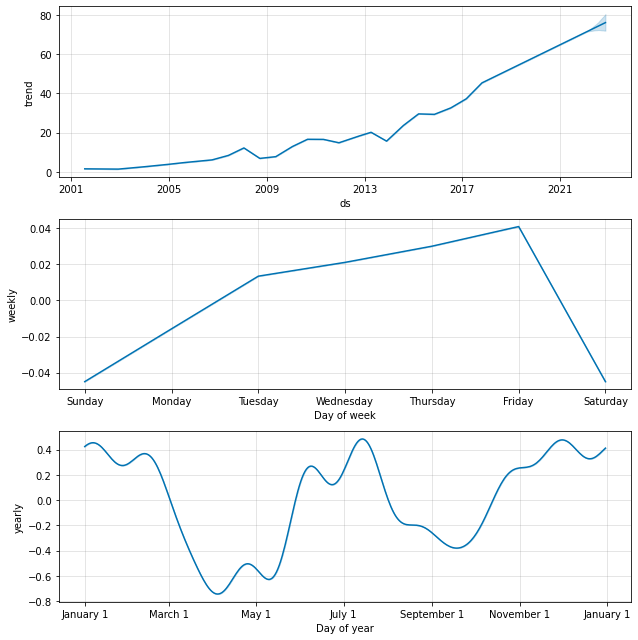 80
60
40
20
0
trend
2001 2005 2009 2013 2017 2021
ds
0.04
0.02
0.00
−0.02
−0.04
weekly
Sunday Monday Tuesday Wednesday Thursday Friday Saturday
Day of week
0.4
0.2
0.0
−0.2
−0.4
−0.6
−0.8
yearly
January 1 March 1 May 1 July 1 September 1 November 1 January 1
Day of year